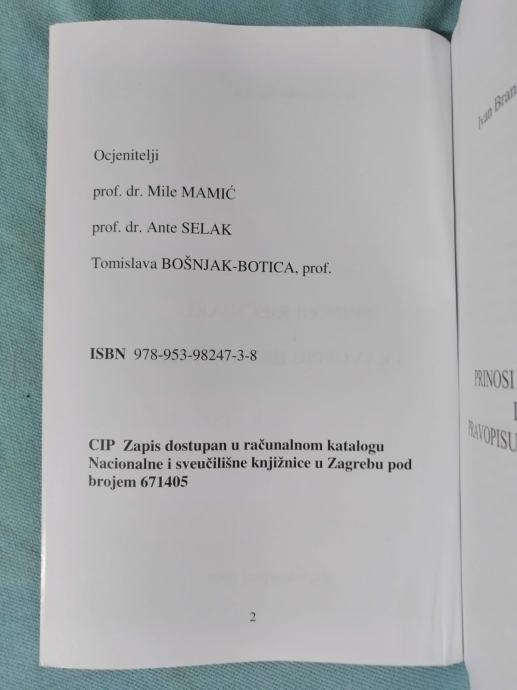 Ocjenitelji
prof. dr. Mile MAMIĆ
prof. dr. Ante SELAK
Tomislava BOŠNJAK-BOTICA, prof.
ISBN 978-953-98247-3-8
CIP Zapis dostupan u računalnom katalogu
Nacionalne i sveučilišne knjižnice u Zagrebu pod
brojem 671405
2
Ivan
PRINOSI
I
PRAVOPISU